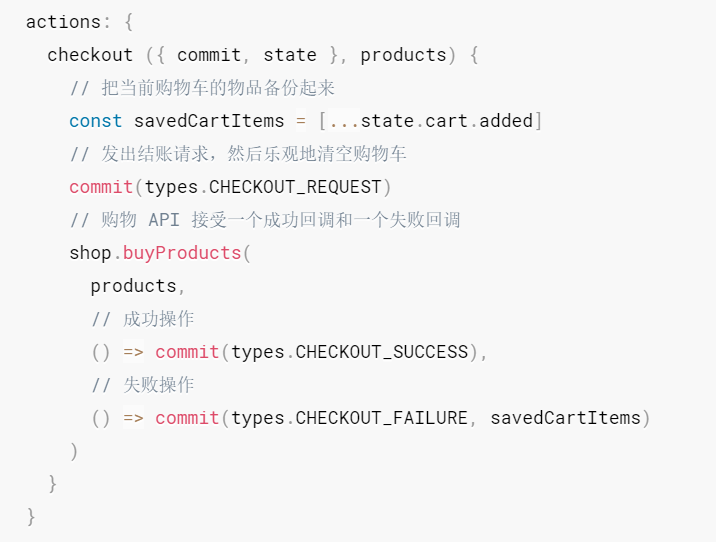 actions: {
  checkout ({ commit, state }, products) {
    // 把当前购物车的物品备份起来
    const savedCartItems = [...state.cart.added]
    // 发出结账请求，然后乐观地清空购物车
    commit(types.CHECKOUT_REQUEST)
    // 购物 API 接受一个成功回调和一个失败回调
    shop.buyProducts(
      products,
      // 成功操作
      () => commit(types.CHECKOUT_SUCCESS),
      // 失败操作
      () => commit(types.CHECKOUT_FAILURE, savedCartItems)
    )
  }
}